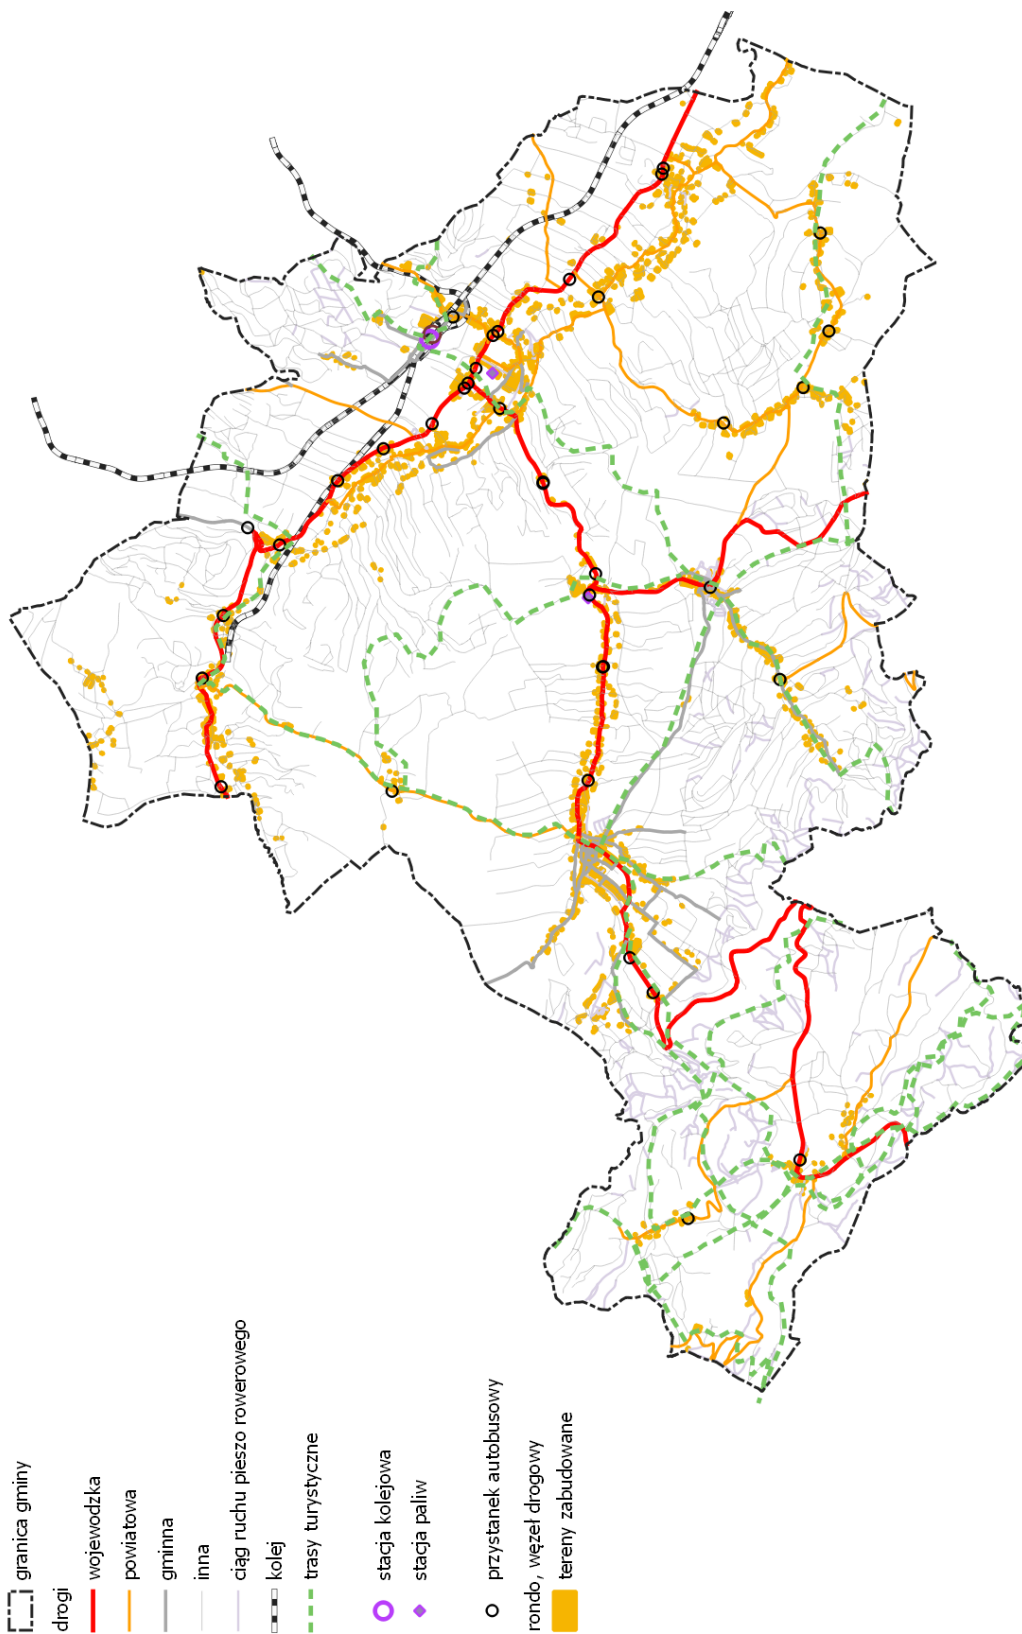 granica gminy
drogi
wojewodzka
powiatowa
gminna
inna
ciąg ruchu pieszo rowerowego
kolej
trasy turystyczne
stacja kolejowa
stacja paliw
przystanek autobusowy
rondo, węzeł drogowy
tereny zabudowane